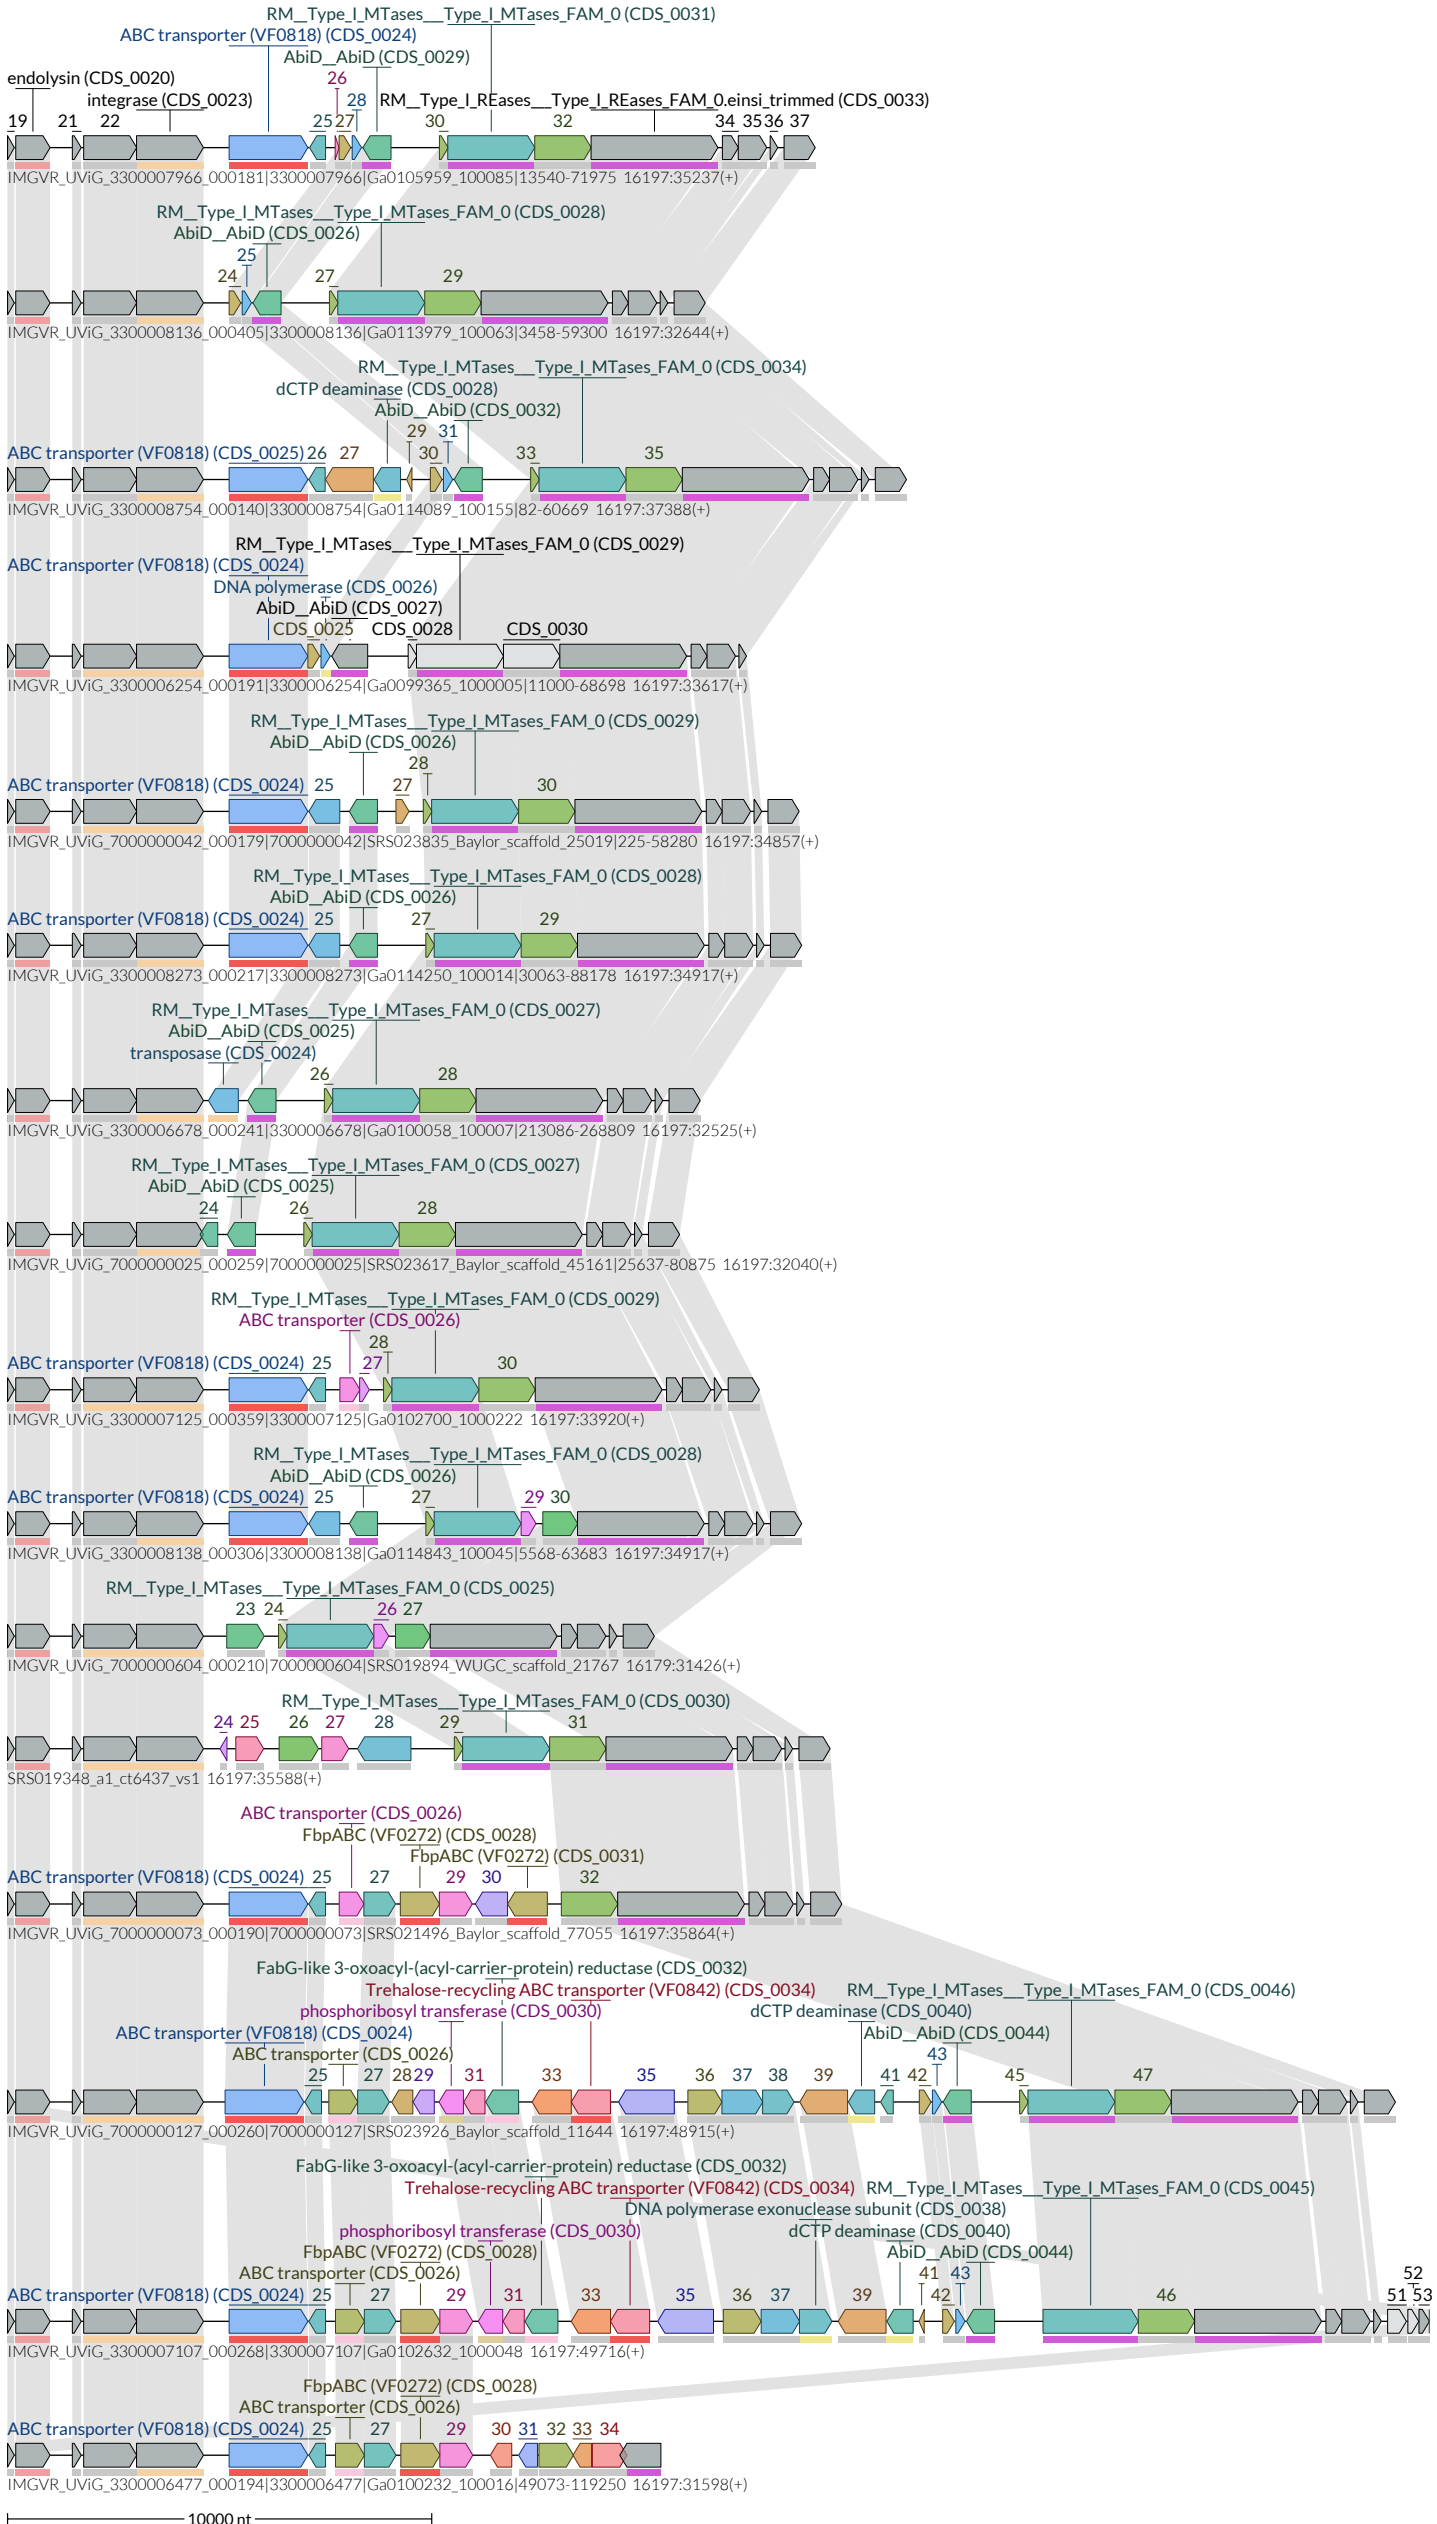 RM__Type_I_MTases___Type_I_MTases_FAM_0 (CDS_0031)
ABC transporter (VF0818) (CDS_0024)
AbiD__AbiD (CDS_0029)
endolysin (CDS_0020) 26
integrase (CDS_0023) 28 RM__Type_I_REases___Type_I_REases_FAM_0.einsi_trimmed (CDS_0033)
19 21 22 25 27 30 32 34 35 36 37
IMGVR_UViG_3300007966_000181|3300007966|Ga0105959_100085|13540-71975 16197:35237(+)
RM__Type_I_MTases___Type_I_MTases_FAM_0 (CDS_0028)
AbiD__AbiD (CDS_0026)
25
24 27 29
IMGVR_UViG_3300008136_000405|3300008136|Ga0113979_100063|3458-59300 16197:32644(+)
RM__Type_I_MTases___Type_I_MTases_FAM_0 (CDS_0034)
dCTP deaminase (CDS_0028)
AbiD__AbiD (CDS_0032)
29 31
ABC transporter (VF0818) (CDS_0025) 26 27 30 33 35
IMGVR_UViG_3300008754_000140|3300008754|Ga0114089_100155|82-60669 16197:37388(+)
RM__Type_I_MTases___Type_I_MTases_FAM_0 (CDS_0029)
ABC transporter (VF0818) (CDS_0024)
DNA polymerase (CDS_0026)
AbiD__AbiD (CDS_0027)
CDS_0025 CDS_0028 CDS_0030
IMGVR_UViG_3300006254_000191|3300006254|Ga0099365_1000005|11000-68698 16197:33617(+)
RM__Type_I_MTases___Type_I_MTases_FAM_0 (CDS_0029)
AbiD__AbiD (CDS_0026)
28
ABC transporter (VF0818) (CDS_0024) 25 27 30
IMGVR_UViG_7000000042_000179|7000000042|SRS023835_Baylor_scaffold_25019|225-58280 16197:34857(+)
RM__Type_I_MTases___Type_I_MTases_FAM_0 (CDS_0028)
AbiD__AbiD (CDS_0026)
ABC transporter (VF0818) (CDS_0024) 25 27 29
IMGVR_UViG_3300008273_000217|3300008273|Ga0114250_100014|30063-88178 16197:34917(+)
RM__Type_I_MTases___Type_I_MTases_FAM_0 (CDS_0027)
AbiD__AbiD (CDS_0025)
transposase (CDS_0024)
26 28
IMGVR_UViG_3300006678_000241|3300006678|Ga0100058_100007|213086-268809 16197:32525(+)
RM__Type_I_MTases___Type_I_MTases_FAM_0 (CDS_0027)
AbiD__AbiD (CDS_0025)
24 26 28
IMGVR_UViG_7000000025_000259|7000000025|SRS023617_Baylor_scaffold_45161|25637-80875 16197:32040(+)
RM__Type_I_MTases___Type_I_MTases_FAM_0 (CDS_0029)
ABC transporter (CDS_0026)
28
ABC transporter (VF0818) (CDS_0024) 25 27 30
IMGVR_UViG_3300007125_000359|3300007125|Ga0102700_1000222 16197:33920(+)
RM__Type_I_MTases___Type_I_MTases_FAM_0 (CDS_0028)
AbiD__AbiD (CDS_0026)
ABC transporter (VF0818) (CDS_0024) 25 27 29 30
IMGVR_UViG_3300008138_000306|3300008138|Ga0114843_100045|5568-63683 16197:34917(+)
RM__Type_I_MTases___Type_I_MTases_FAM_0 (CDS_0025)
23 24 26 27
IMGVR_UViG_7000000604_000210|7000000604|SRS019894_WUGC_scaffold_21767 16179:31426(+)
RM__Type_I_MTases___Type_I_MTases_FAM_0 (CDS_0030)
24 25 26 27 28 29 31
SRS019348_a1_ct6437_vs1 16197:35588(+)
ABC transporter (CDS_0026)
FbpABC (VF0272) (CDS_0028)
FbpABC (VF0272) (CDS_0031)
ABC transporter (VF0818) (CDS_0024) 25 27 29 30 32
IMGVR_UViG_7000000073_000190|7000000073|SRS021496_Baylor_scaffold_77055 16197:35864(+)
FabG-like 3-oxoacyl-(acyl-carrier-protein) reductase (CDS_0032)
Trehalose-recycling ABC transporter (VF0842) (CDS_0034) RM__Type_I_MTases___Type_I_MTases_FAM_0 (CDS_0046)
phosphoribosyl transferase (CDS_0030) dCTP deaminase (CDS_0040)
ABC transporter (VF0818) (CDS_0024) AbiD__AbiD (CDS_0044)
ABC transporter (CDS_0026) 43
25 27 28 29 31 33 35 36 37 38 39 41 42 45 47
IMGVR_UViG_7000000127_000260|7000000127|SRS023926_Baylor_scaffold_11644 16197:48915(+)
FabG-like 3-oxoacyl-(acyl-carrier-protein) reductase (CDS_0032)
Trehalose-recycling ABC transporter (VF0842) (CDS_0034) RM__Type_I_MTases___Type_I_MTases_FAM_0 (CDS_0045)
DNA polymerase exonuclease subunit (CDS_0038)
phosphoribosyl transferase (CDS_0030) dCTP deaminase (CDS_0040)
FbpABC (VF0272) (CDS_0028) AbiD__AbiD (CDS_0044)
ABC transporter (CDS_0026) 41 43 52
ABC transporter (VF0818) (CDS_0024) 25 27 29 31 33 35 36 37 39 42 46 51 53
IMGVR_UViG_3300007107_000268|3300007107|Ga0102632_1000048 16197:49716(+)
FbpABC (VF0272) (CDS_0028)
ABC transporter (CDS_0026)
ABC transporter (VF0818) (CDS_0024) 25 27 29 30 31 32 33 34
IMGVR_UViG_3300006477_000194|3300006477|Ga0100232_100016|49073-119250 16197:31598(+)
10000 nt